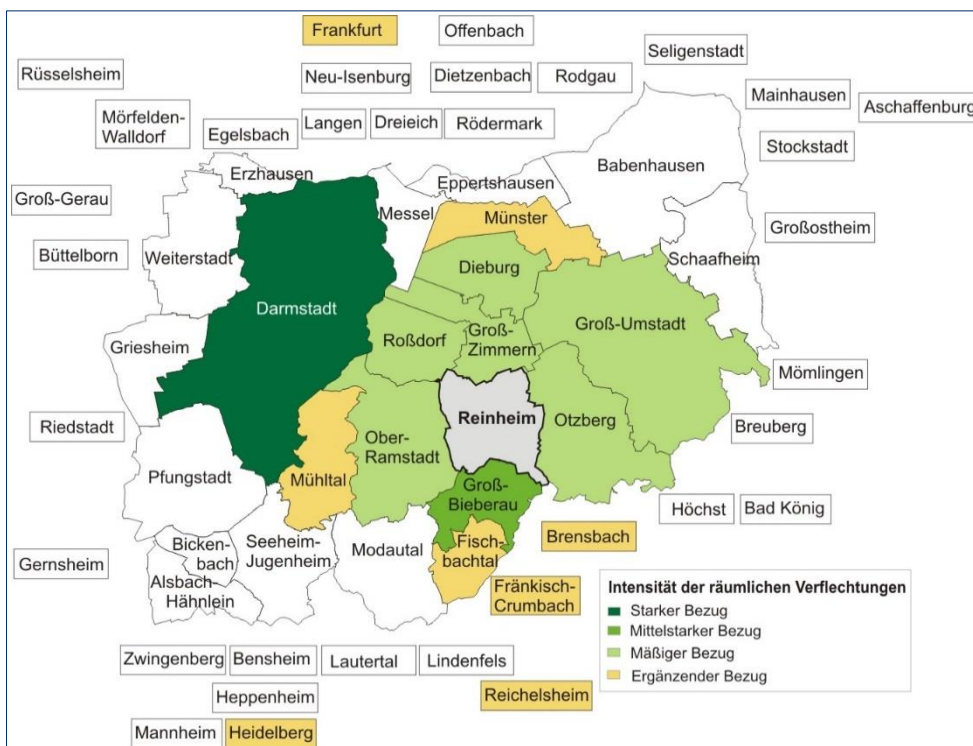 Frankfurt
Offenbach
Seligenstadt
Rüsselsheim
Neu-Isenburg
Dietzenbach
Rodgau
Mainhausen
Aschaffenburg
Mörfelden-
Walldorf
Egelsbach
Langen
Dreieich
Rödermark
Stockstadt
Erzhausen
Eppertshausen
Babenhausen
Groß-Gerau
Messel
Münster
Großostheim
Büttelborn
Weiterstadt
Dieburg
Schaafheim
Darmstadt
Groß-Umstadt
Griesheim
Roßdorf
Groß-
Zimmern
Mömlingen
Riedstadt
Reinheim
Otzberg
Breuberg
Ober-
Ramstadt
Pfungstadt
Mühltal
Groß-
Bieberau
Höchst
Bad König
Gernsheim
Bicken-
bach
Seeheim-
Jugenheim
Modautal
Fisch-
bachtal
Brensbach
Alsbach-
Hähnlein
Fränkisch-
Crumbach
Intensität der räumlichen Verflechtungen
Starker Bezug
Mittelstarker Bezug
Mäßiger Bezug
Ergänzender Bezug
Zwingenberg
Bensheim
Lautertal
Lindenfels
Heppenheim
Reichelsheim
Mannheim
Heidelberg